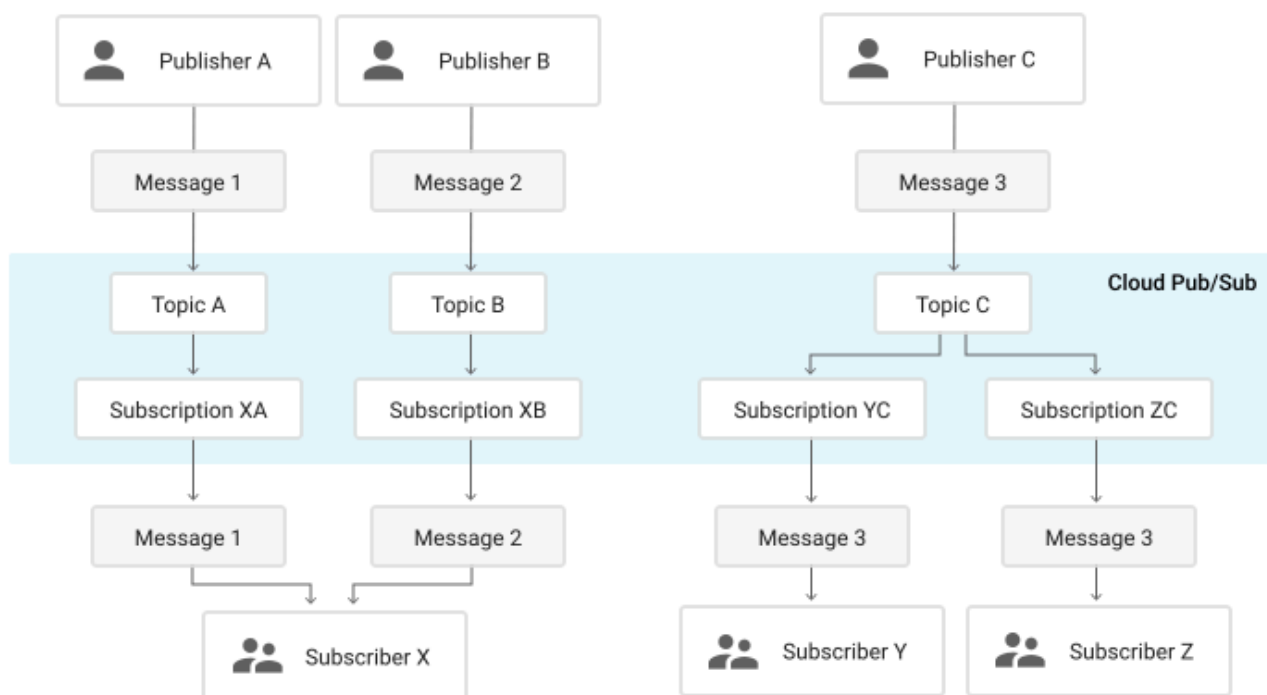 Publisher A
Publisher B
Publisher C
Message 1
Message 2
Message 3
Cloud Pub/Sub
Topic A
Topic B
Topic C
Subscription XA
Subscription XB
Subscription YC
Subscription ZC
Message 1
Message 2
Message 3
Message 3
Subscriber X
Subscriber Y
Subscriber Z